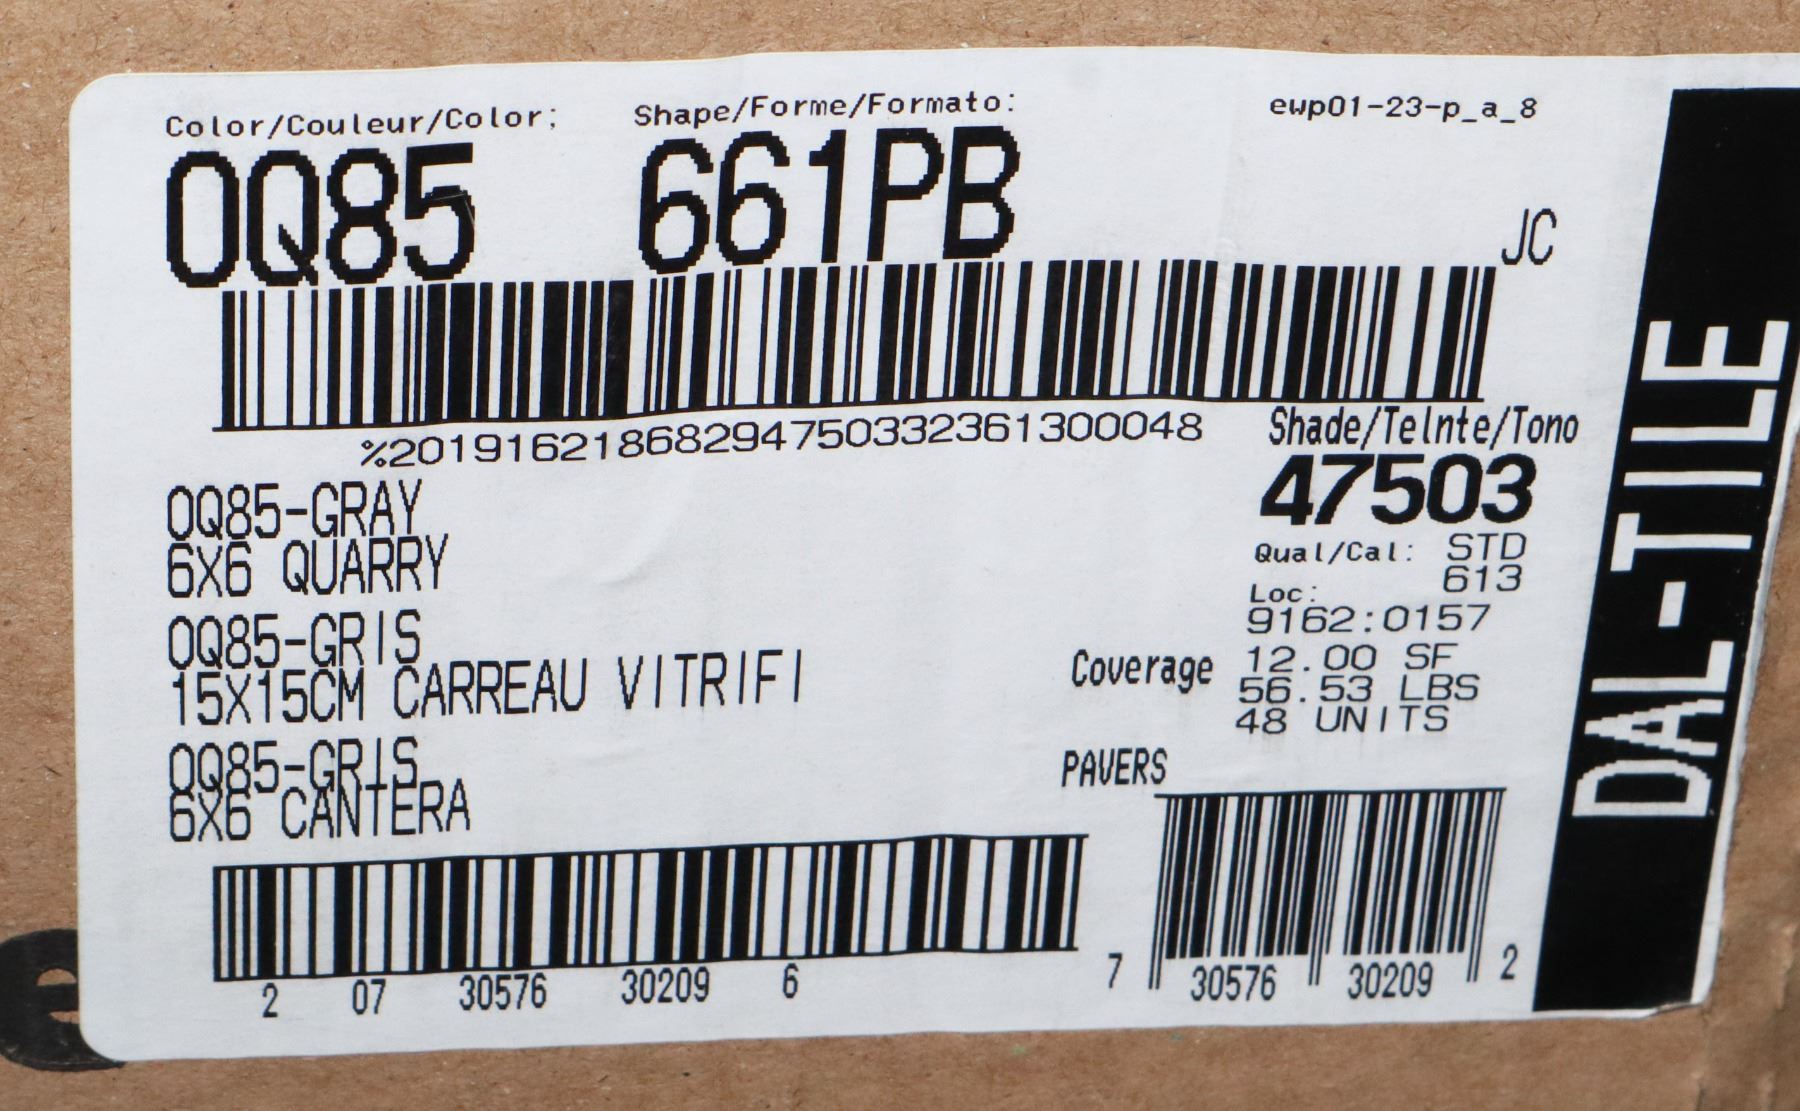 Color/Couleur/Color; Shape/Forme/Formato: ewp01-23-p_a_8
0Q85 661PB
JC
%2019162186829475033236130​0048
Shade/Telnte/Tono
47503
0Q85-GRAY
6X6 QUARRY
Qual/Cal: STD
613
Loc:
9162:0157
0Q85-GRIS
15X15CM CARREAU VITRIFI
Coverage 12.00 SF
56.53 LBS
48 UNITS
0Q85-GRIS
6X6 CANTERA
PAVERS
2 07 30576 30209 6
7 30576 30209 2
DAL-TILE
e